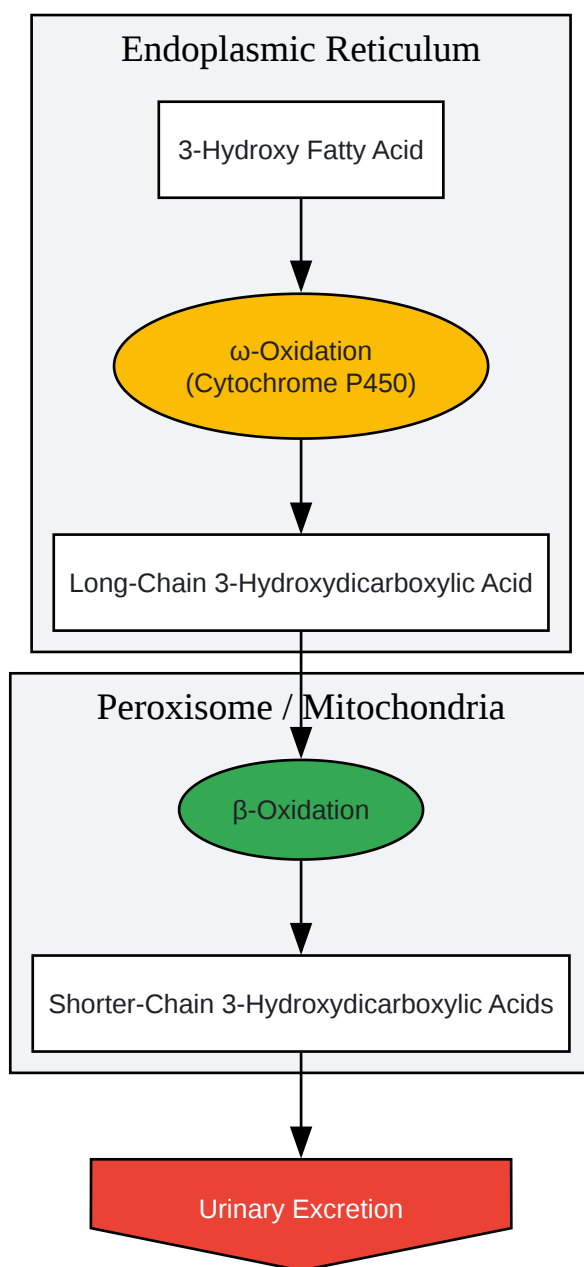 Endoplasmic Reticulum
3-Hydroxy Fatty Acid
ω-Oxidation
(Cytochrome P450)
Long-Chain 3-Hydroxydicarboxylic Acid
Peroxisome / Mitochondria
β-Oxidation
Shorter-Chain 3-Hydroxydicarboxylic Acids
Urinary Excretion